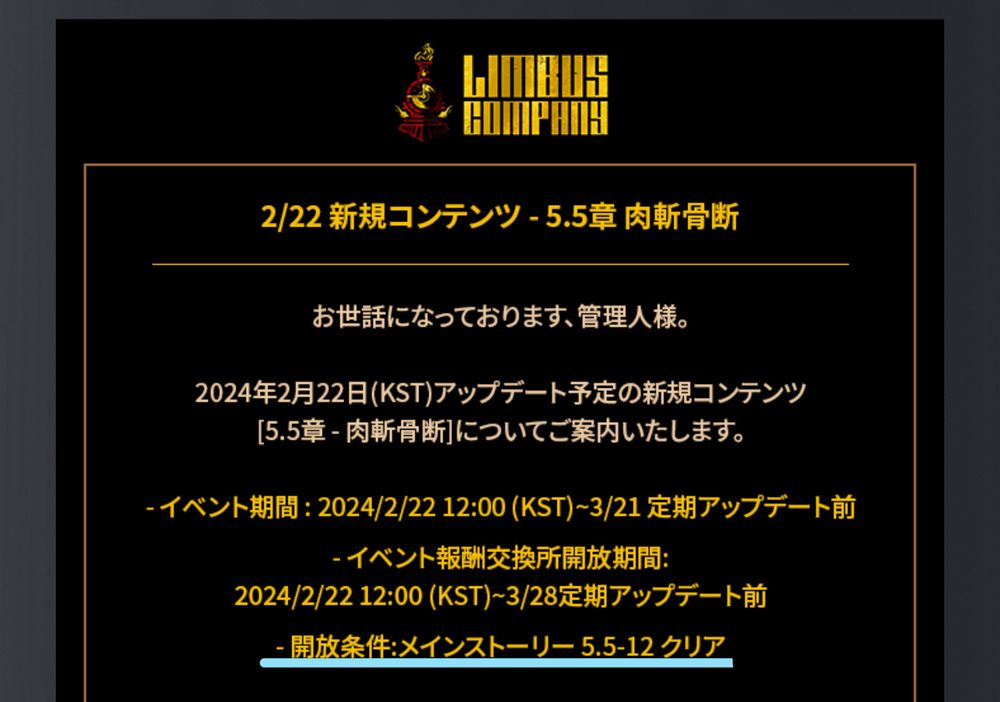 LIMBUS
COMPANY
2/22 新規コンテンツ - 5.5章 肉斬骨断
お世話になっております、管理人様。
2024年2月22日(KST)アップデート予定の新規コンテンツ
[5.5章 - 肉斬骨断]についてご案内いたします。
- イベント期間 : 2024/2/22 12:00 (KST)~3/21 定期アップデート前
- イベント報酬交換所開放期間:
2024/2/22 12:00 (KST)~3/28定期アップデート前
- 開放条件:メインストーリー 5.5-12 クリア